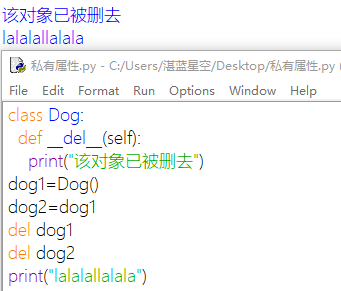 该对象已被删去
lalalallalala
私有属性.py - C:/Users/湛蓝星空/Desktop/私有属性.py (
File Edit Format Run Options Window Help
class Dog:
  def __del__(self):
    print("该对象已被删去")
dog1=Dog()
dog2=dog1
del dog1
del dog2
print("lalalallalala")